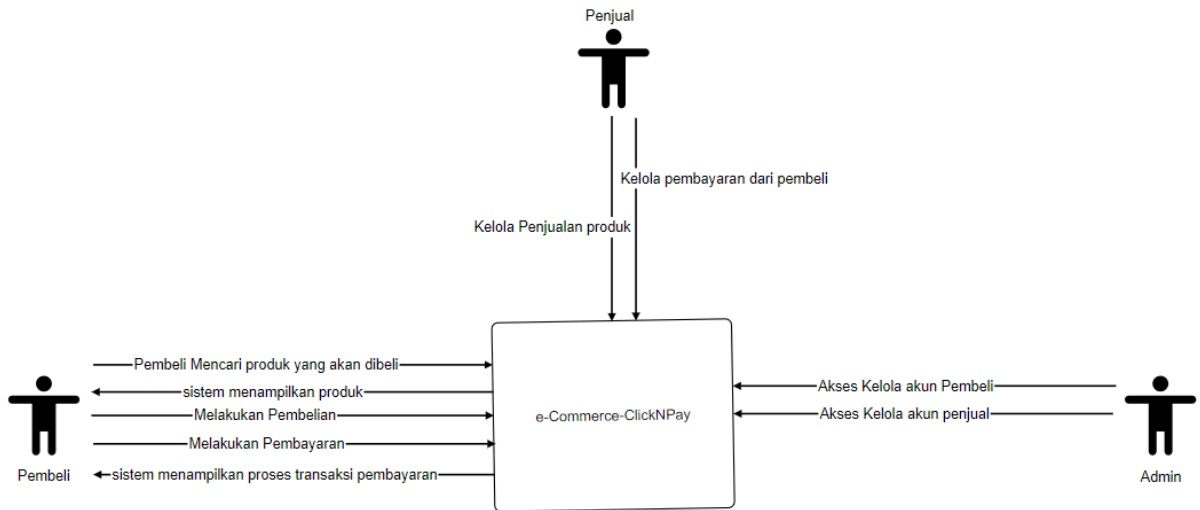 Penjual
Kelola pembayaran dari pembeli
Kelola Penjualan produk
Pembeli Mencari produk yang akan dibeli
sistem menampilkan produk
Melakukan Pembelian
Melakukan Pembayaran
sistem menampilkan proses transaksi pembayaran
Pembeli
e-Commerce-ClickNPay
Akses Kelola akun Pembeli
Akses Kelola akun penjual
Admin